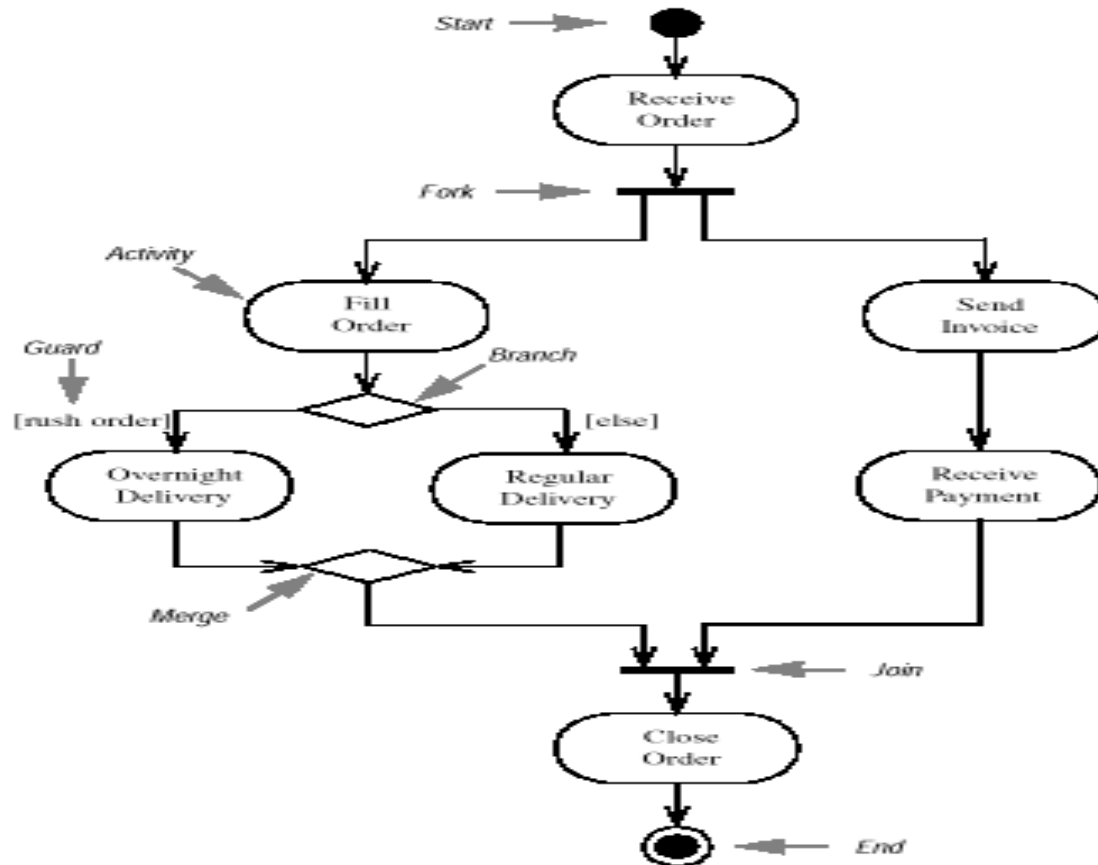 Start
Receive
Order
Fork
Activity
Fill
Order
Send
Invoice
Guard
Branch
[rush order]
[else]
Overnight
Delivery
Regular
Delivery
Receive
Payment
Merge
Join
Close
Order
End